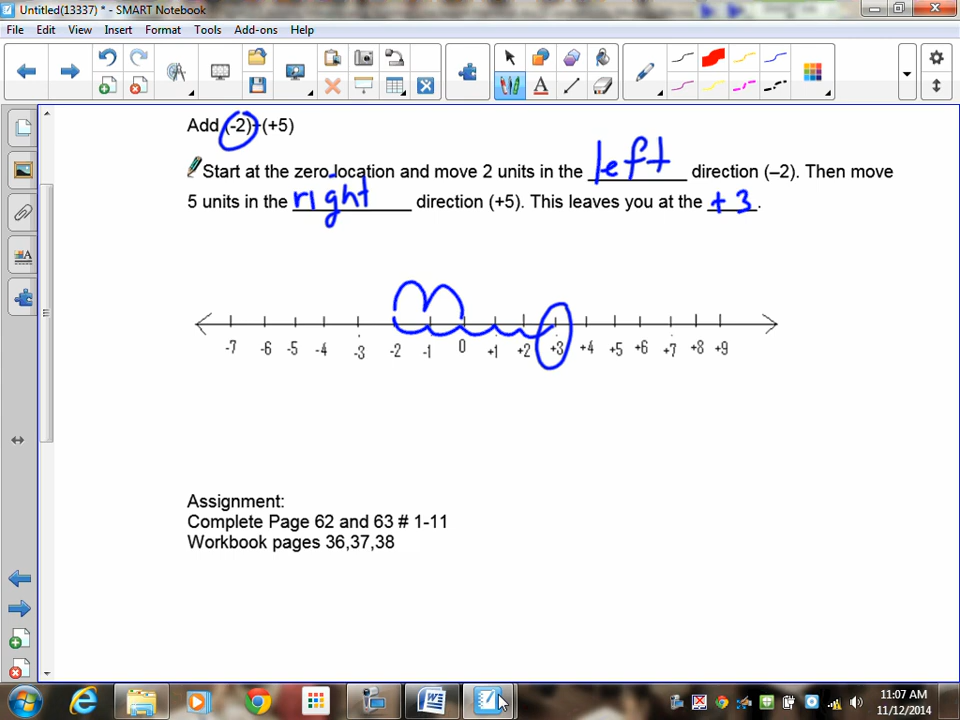 Untitled(13337) * - SMART Notebook
File Edit View Insert Format Tools Add-ons Help
Add (-2)+(+5)
Start at the zero location and move 2 units in the left direction (–2). Then move
5 units in the right direction (+5). This leaves you at the +3.
-7 -6 -5 -4 -3 -2 -1 0 +1 +2 +3 +4 +5 +6 +7 +8 +9
Assignment:
Complete Page 62 and 63 # 1-11
Workbook pages 36,37,38
11:07 AM
11/12/2014